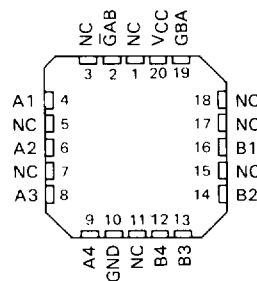 NC G̅AB NC VCC GBA
3 2 1 20 19
A1 4 18 NC
NC 5 17 NC
A2 6 16 B1
NC 7 15 NC
A3 8 14 B2
9 10 11 12 13
A4 GND NC B4 B3